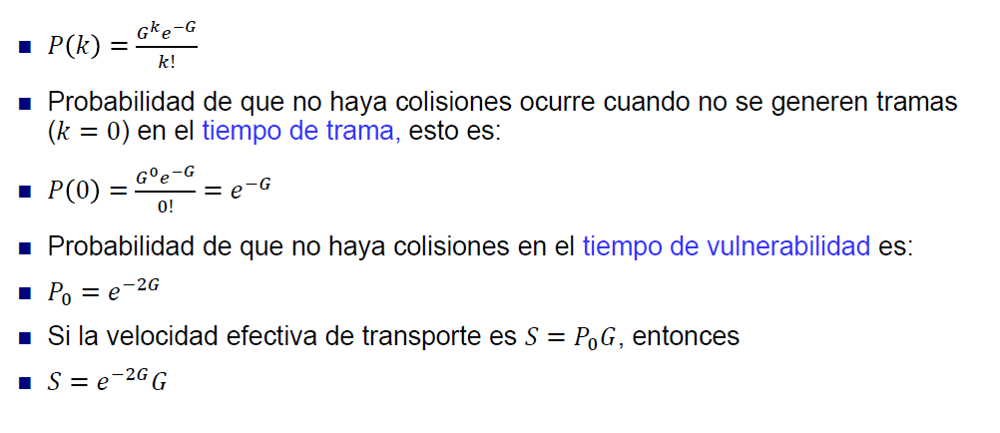 ■ P(k) = G^k e^{-G} / k!
■ Probabilidad de que no haya colisiones ocurre cuando no se generen tramas
(k = 0) en el tiempo de trama, esto es:
■ P(0) = G^0 e^{-G} / 0! = e^{-G}
■ Probabilidad de que no haya colisiones en el tiempo de vulnerabilidad es:
■ P_0 = e^{-2G}
■ Si la velocidad efectiva de transporte es S = P_0 G, entonces
■ S = e^{-2G} G